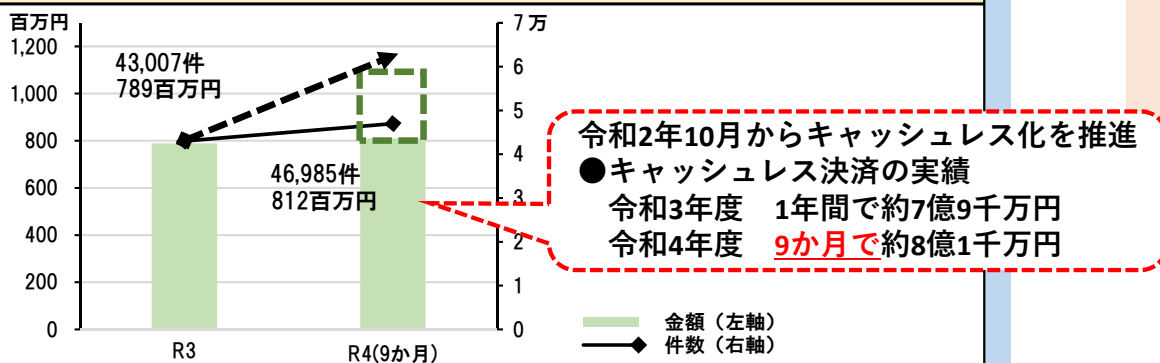 百万円
7万
1,200
1,000
800
600
400
200
0
6
5
4
3
2
1
0
43,007件
789百万円
46,985件
812百万円
R3
R4(9か月)
令和2年10月からキャッシュレス化を推進
●キャッシュレス決済の実績
令和3年度　1年間で約7億9千万円
令和4年度　9か月で約8億1千万円
金額（左軸）
件数（右軸）